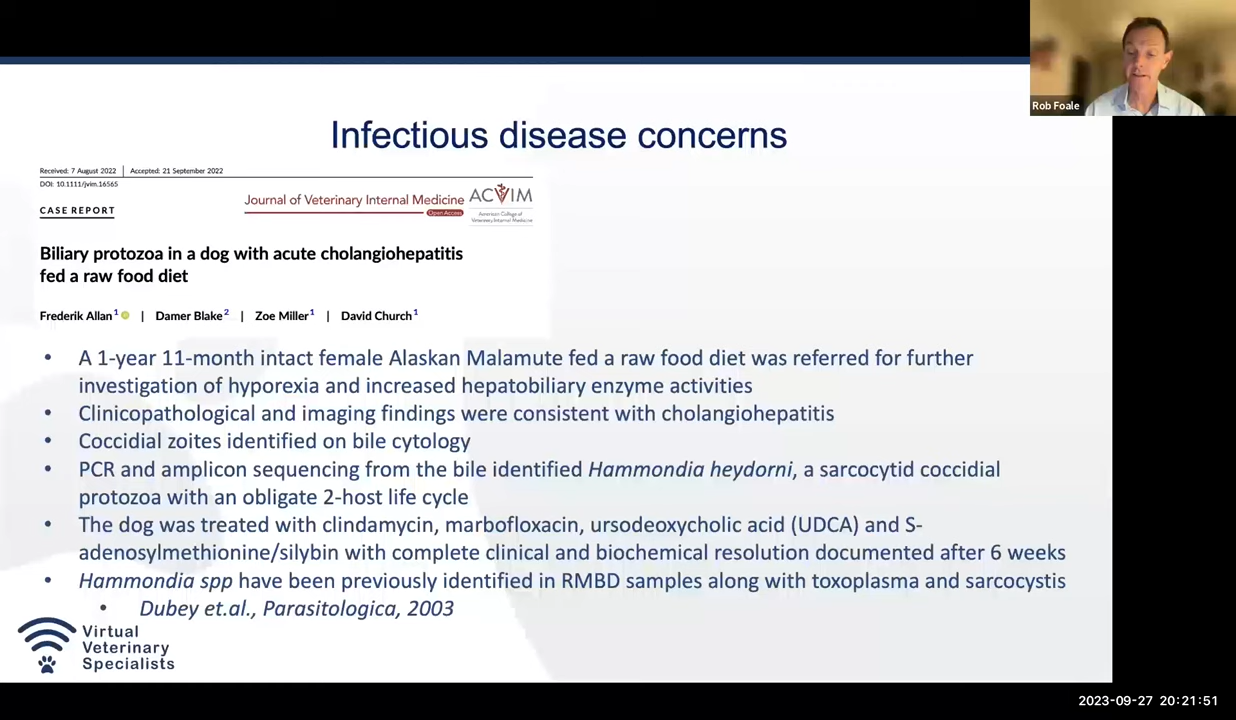 Rob Foale
Infectious disease concerns
Received: 7 August 2022 | Accepted: 21 September 2022
DOI: 10.1111/jvim.16565
CASE REPORT
Journal of Veterinary Internal Medicine
Open Access
ACVIM
American College of
Veterinary Internal Medicine
Biliary protozoa in a dog with acute cholangiohepatitis
fed a raw food diet
Frederik Allan1 | Damer Blake2 | Zoe Miller1 | David Church1
• A 1-year 11-month intact female Alaskan Malamute fed a raw food diet was referred for further
investigation of hyporexia and increased hepatobiliary enzyme activities
• Clinicopathological and imaging findings were consistent with cholangiohepatitis
• Coccidial zoites identified on bile cytology
• PCR and amplicon sequencing from the bile identified Hammondia heydorni, a sarcocytid coccidial
protozoa with an obligate 2-host life cycle
• The dog was treated with clindamycin, marbofloxacin, ursodeoxycholic acid (UDCA) and S-
adenosylmethionine/silybin with complete clinical and biochemical resolution documented after 6 weeks
• Hammondia spp have been previously identified in RMBD samples along with toxoplasma and sarcocystis
• Dubey et.al., Parasitologica, 2003
Virtual
Veterinary
Specialists
2023-09-27 20:21:51